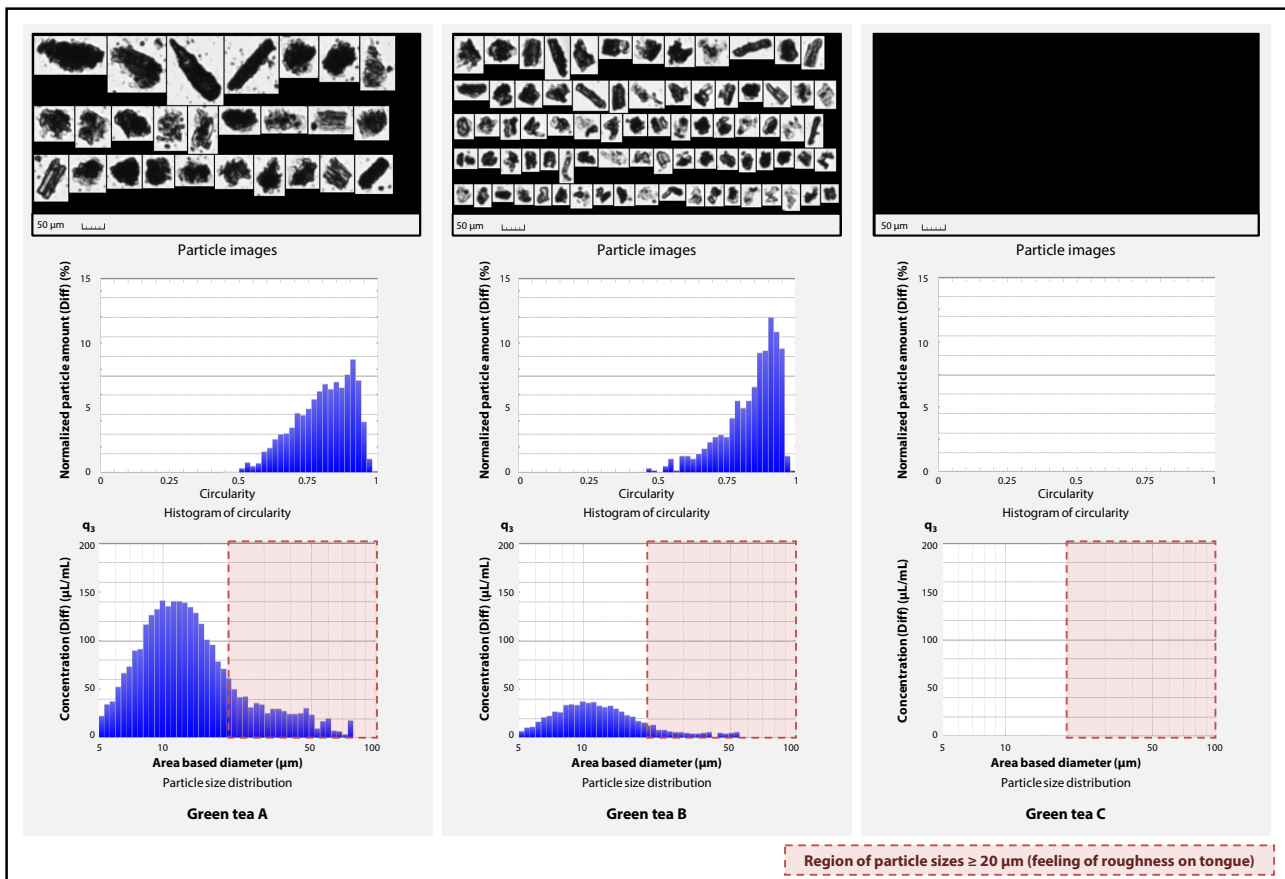 50 µm
Particle images
Normalized particle amount (Diff) (%)
15
10
5
0
0 0.25 0.5 0.75 1
Circularity
Histogram of circularity
q3
Concentration (Diff) (µL/mL)
200
150
100
50
0
5 10 50 100
Area based diameter (µm)
Particle size distribution
Green tea A
50 µm
Particle images
Normalized particle amount (Diff) (%)
15
10
5
0
0 0.25 0.5 0.75 1
Circularity
Histogram of circularity
q3
Concentration (Diff) (µL/mL)
200
150
100
50
0
5 10 50 100
Area based diameter (µm)
Particle size distribution
Green tea B
50 µm
Particle images
Normalized particle amount (Diff) (%)
15
10
5
0
0 0.25 0.5 0.75 1
Circularity
Histogram of circularity
q3
Concentration (Diff) (µL/mL)
200
150
100
50
0
5 10 50 100
Area based diameter (µm)
Particle size distribution
Green tea C
Region of particle sizes ≥ 20 µm (feeling of roughness on tongue)